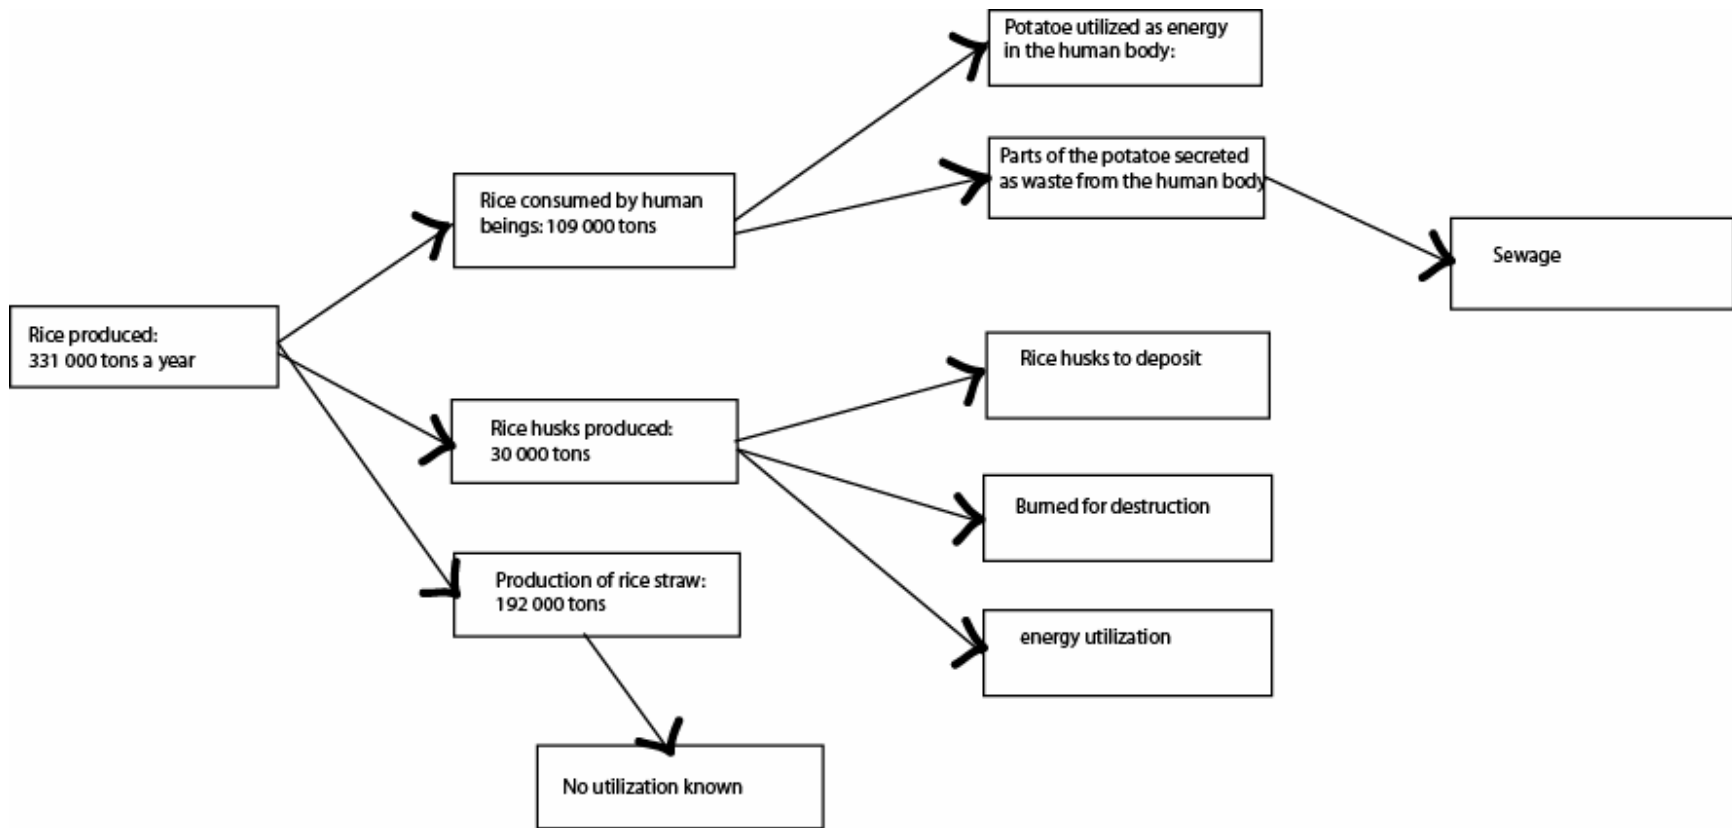 Potatoe utilized as energy
in the human body:
Parts of the potatoe secreted
as waste from the human body
Rice consumed by human
beings: 109 000 tons
Sewage
Rice produced:
331 000 tons a year
Rice husks to deposit
Rice husks produced:
30 000 tons
Burned for destruction
Production of rice straw:
192 000 tons
energy utilization
No utilization known